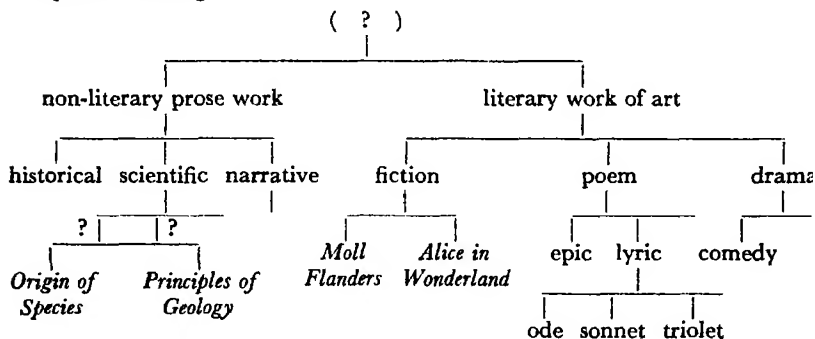 ( ? )
non-literary prose work literary work of art
historical scientific narrative fiction poem drama
? ?
Origin of Species Principles of Geology Moll Flanders Alice in Wonderland epic lyric comedy
ode sonnet triolet